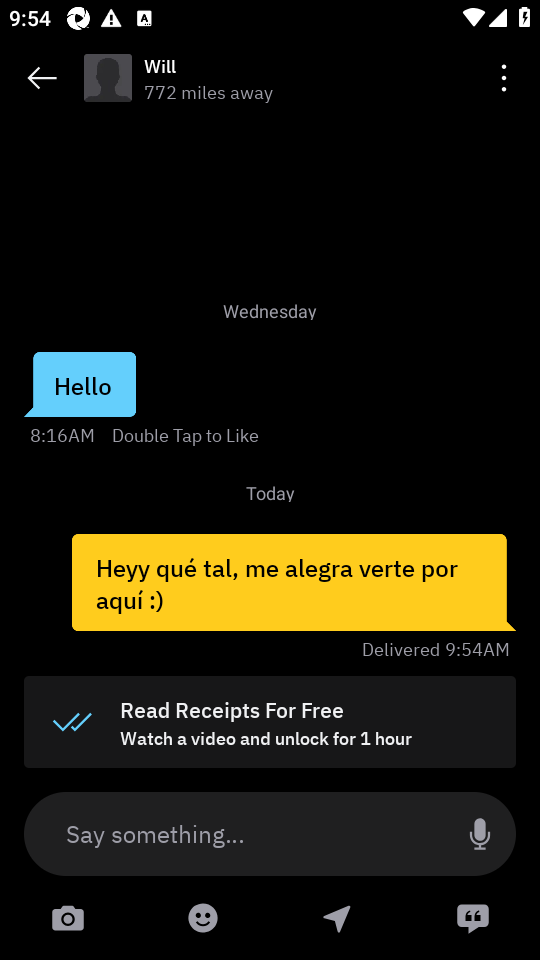 9:54
Will
772 miles away
Wednesday
Hello
8:16AM Double Tap to Like
Today
Heyy qué tal, me alegra verte por
aquí :)
Delivered 9:54AM
Read Receipts For Free
Watch a video and unlock for 1 hour
Say something...